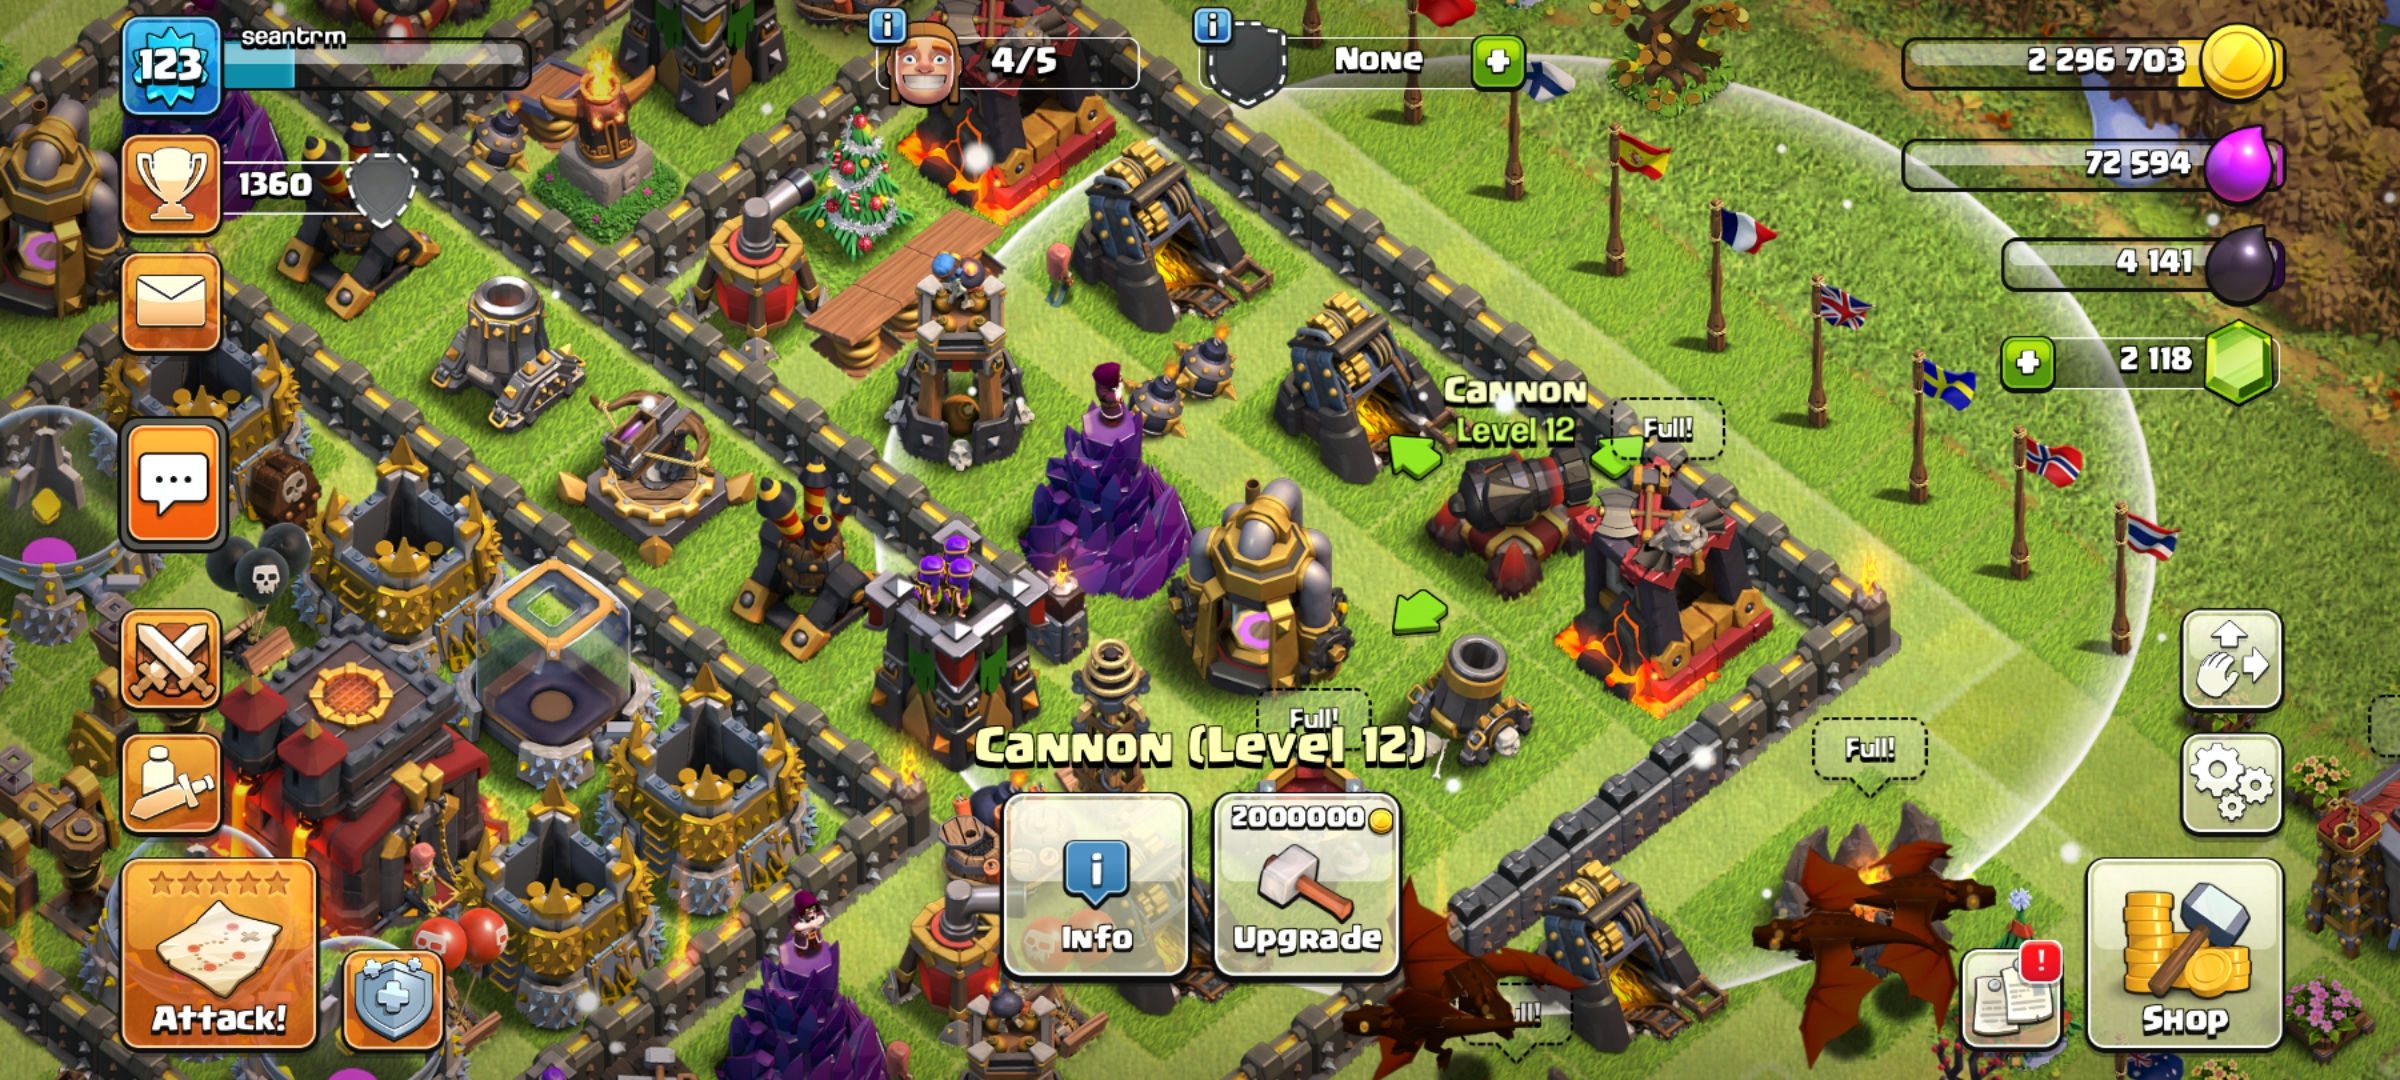 seantrm
123
4/5
None
2 296 703
1360
72 594
4 141
2 118
Cannon
Level 12
Full!
Full!
Cannon (Level 12)
Full!
2000000
Info
Upgrade
Attack!
Shop